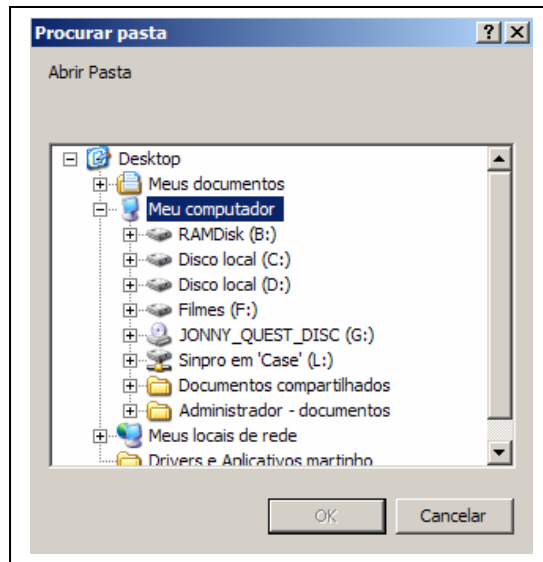 Procurar pasta
Abrir Pasta
Desktop
Meus documentos
Meu computador
RAMDisk (B:)
Disco local (C:)
Disco local (D:)
Filmes (F:)
JONNY_QUEST_DISC (G:)
Sinpro em 'Case' (L:)
Documentos compartilhados
Administrador - documentos
Meus locais de rede
Drivers e Aplicativos martinho
OK Cancelar